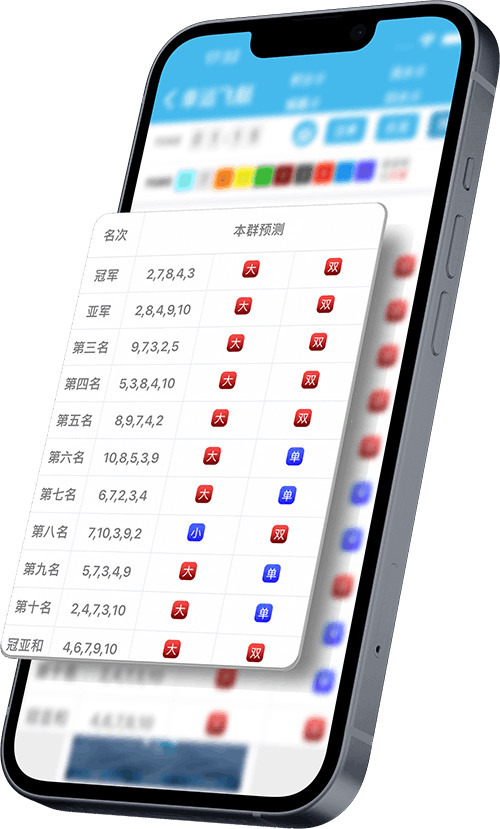 名次 本群预测
冠军 2,7,8,4,3 大 双
亚军 2,8,4,9,10 大 双
第三名 9,7,3,2,5 大 双
第四名 5,3,8,4,10 大 双
第五名 8,9,7,4,2 大 双
第六名 10,8,5,3,9 大 单
第七名 6,7,2,3,4 大 单
第八名 7,10,3,9,2 小 双
第九名 5,7,3,4,9 大 单
第十名 2,4,7,3,10 大 单
冠亚和 4,6,7,9,10 大 双